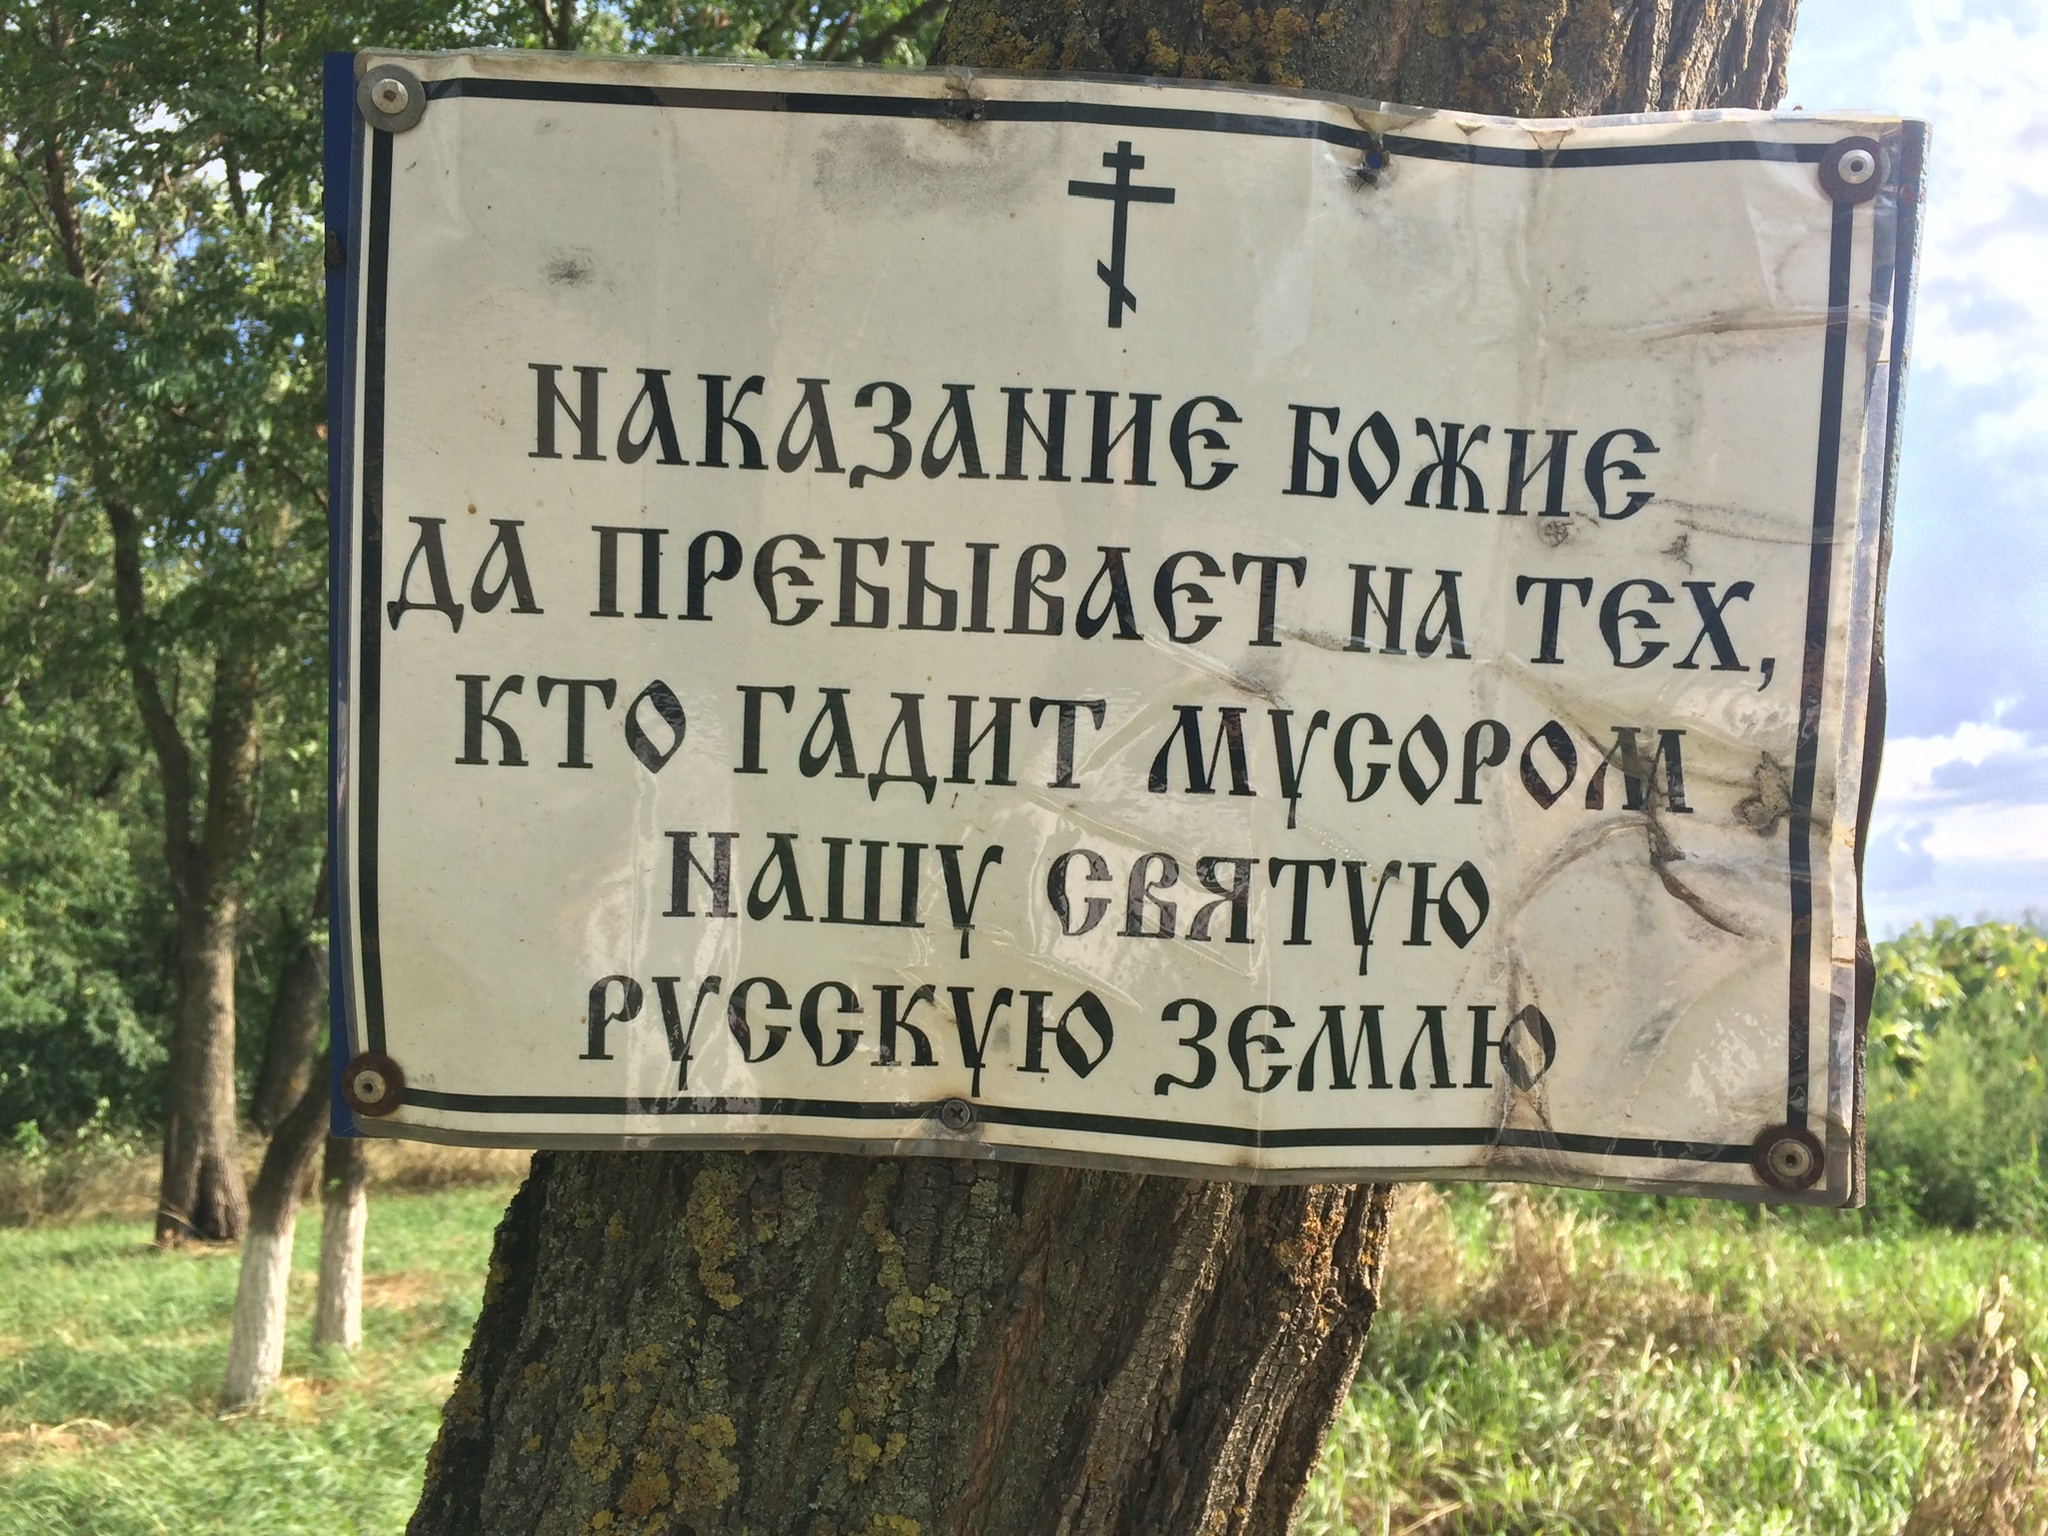 НАКАЗАНИЕ БОЖИЕ
ДА ПРЕБЫВАЕТ НА ТЕХ,
КТО ГАДИТ МУСОРОМ
НАШУ СВЯТУЮ
РУССКУЮ ЗЕМЛЮ